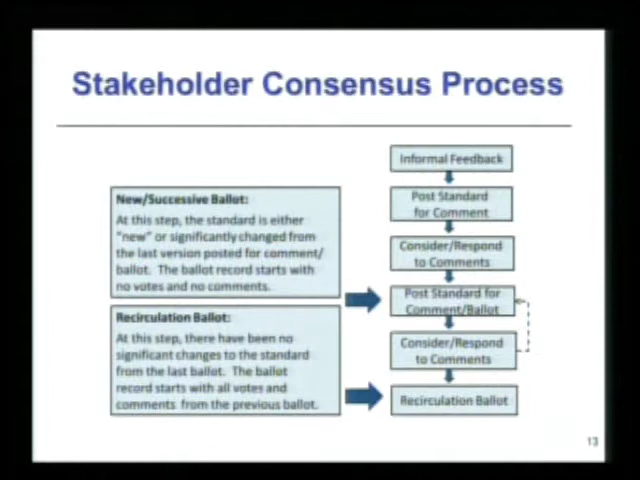 Stakeholder Consensus Process
Informal Feedback
Post Standard
for Comment
Consider/Respond
to Comments
Post Standard for
Comment/Ballot
Consider/Respond
to Comments
Recirculation Ballot
New/Successive Ballot:
At this step, the standard is either
"new" or significantly changed from
the last version posted for comment/
ballot. The ballot record starts with
no votes and no comments.
Recirculation Ballot:
At this step, there have been no
significant changes to the standard
from the last ballot. The ballot
record starts with all votes and
comments from the previous ballot.
13